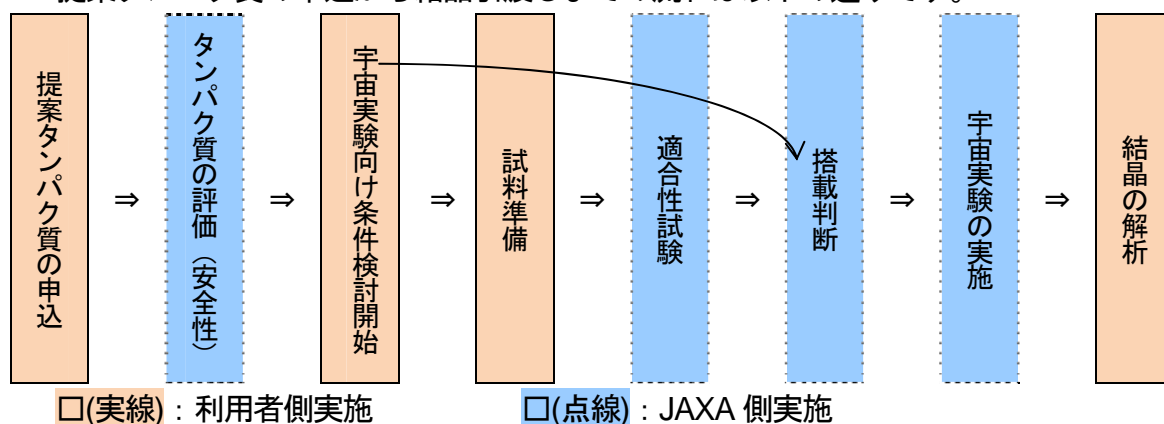 提案タンパク質の申込
⇒
タンパク質の評価（安全性）
⇒
宇宙実験向け条件検討開始
⇒
試料準備
⇒
適合性試験
⇒
搭載判断
⇒
宇宙実験の実施
⇒
結晶の解析
□(実線)：利用者側実施 □(点線)：JAXA 側実施